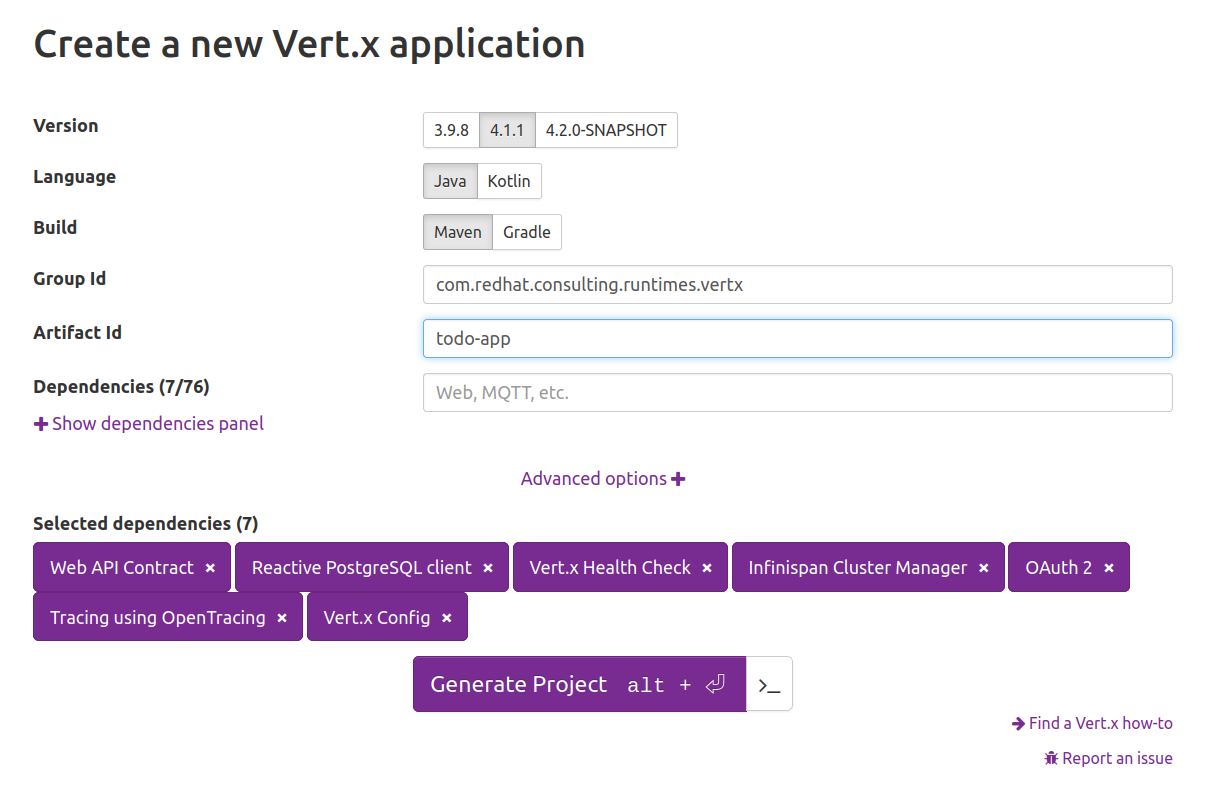 Create a new Vert.x application
Version 3.9.8 4.1.1 4.2.0-SNAPSHOT
Language Java Kotlin
Build Maven Gradle
Group Id com.redhat.consulting.runtimes.vertx
Artifact Id todo-app
Dependencies (7/76) Web, MQTT, etc.
Show dependencies panel
Advanced options
Selected dependencies (7)
Web API Contract × Reactive PostgreSQL client × Vert.x Health Check × Infinispan Cluster Manager × OAuth 2 ×
Tracing using OpenTracing × Vert.x Config ×
Generate Project alt + ⏎ >_
Find a Vert.x how-to
Report an issue